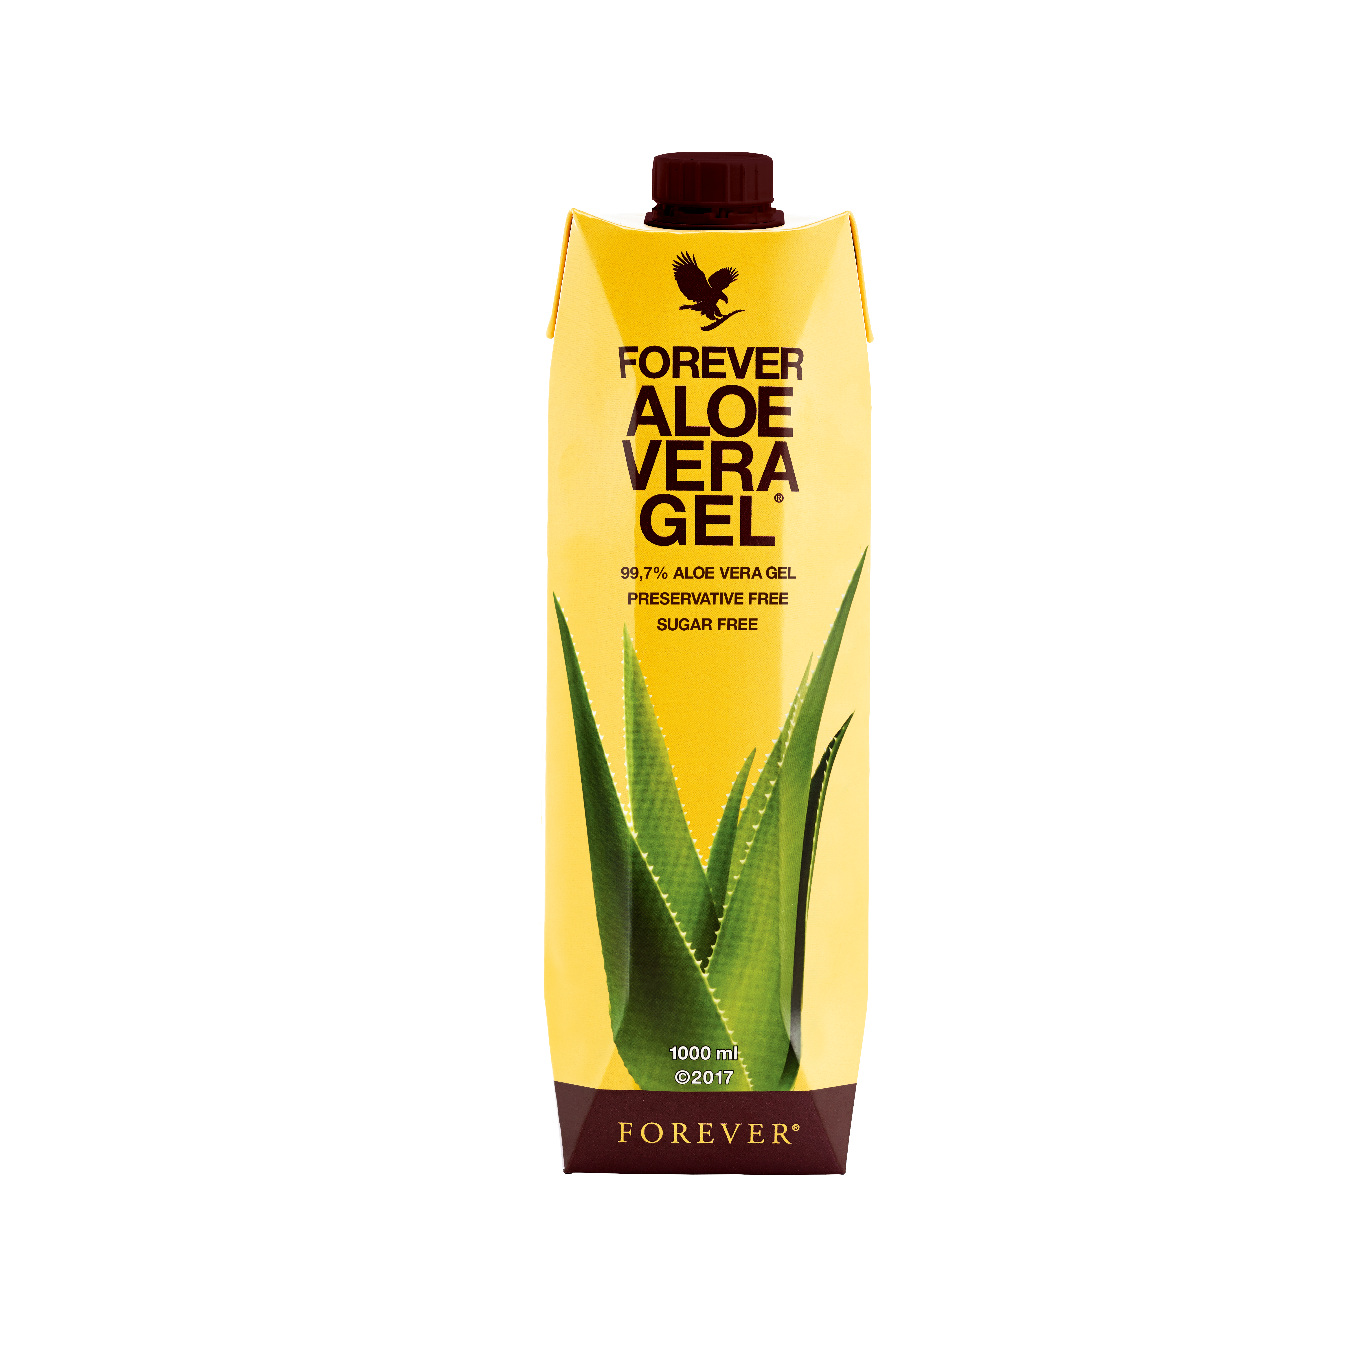 FOREVER
ALOE
VERA
GEL®
99,7% ALOE VERA GEL
PRESERVATIVE FREE
SUGAR FREE
1000 ml
©2017
FOREVER®